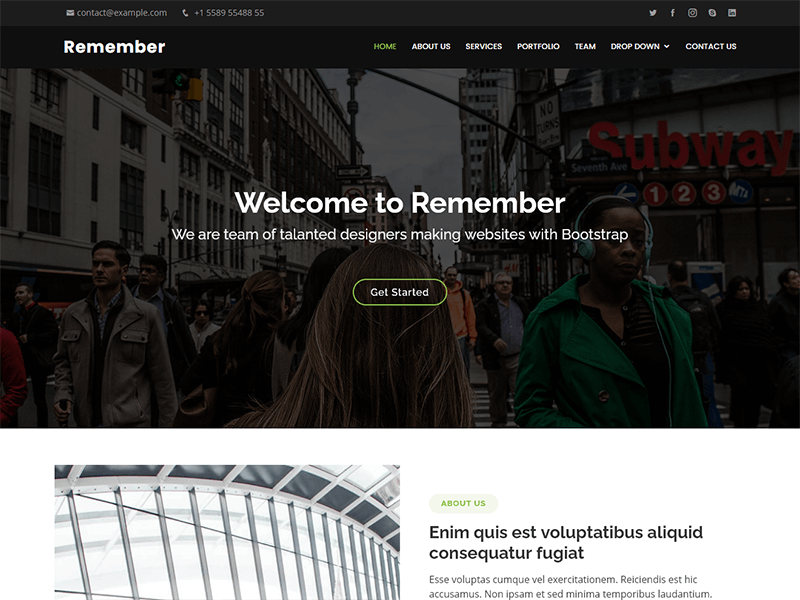 contact@example.com +1 5589 55488 55
Remember
HOME ABOUT US SERVICES PORTFOLIO TEAM DROP DOWN CONTACT US
NO
TURNS
Subway
Seventh Ave
1 2 3 MTA
Welcome to Remember
We are team of talanted designers making websites with Bootstrap
Get Started
ABOUT US
Enim quis est voluptatibus aliquid
consequatur fugiat
Esse voluptas cumque vel exercitationem. Reiciendis est hic
accusamus. Non ipsam et sed minima temporibus laudantium.